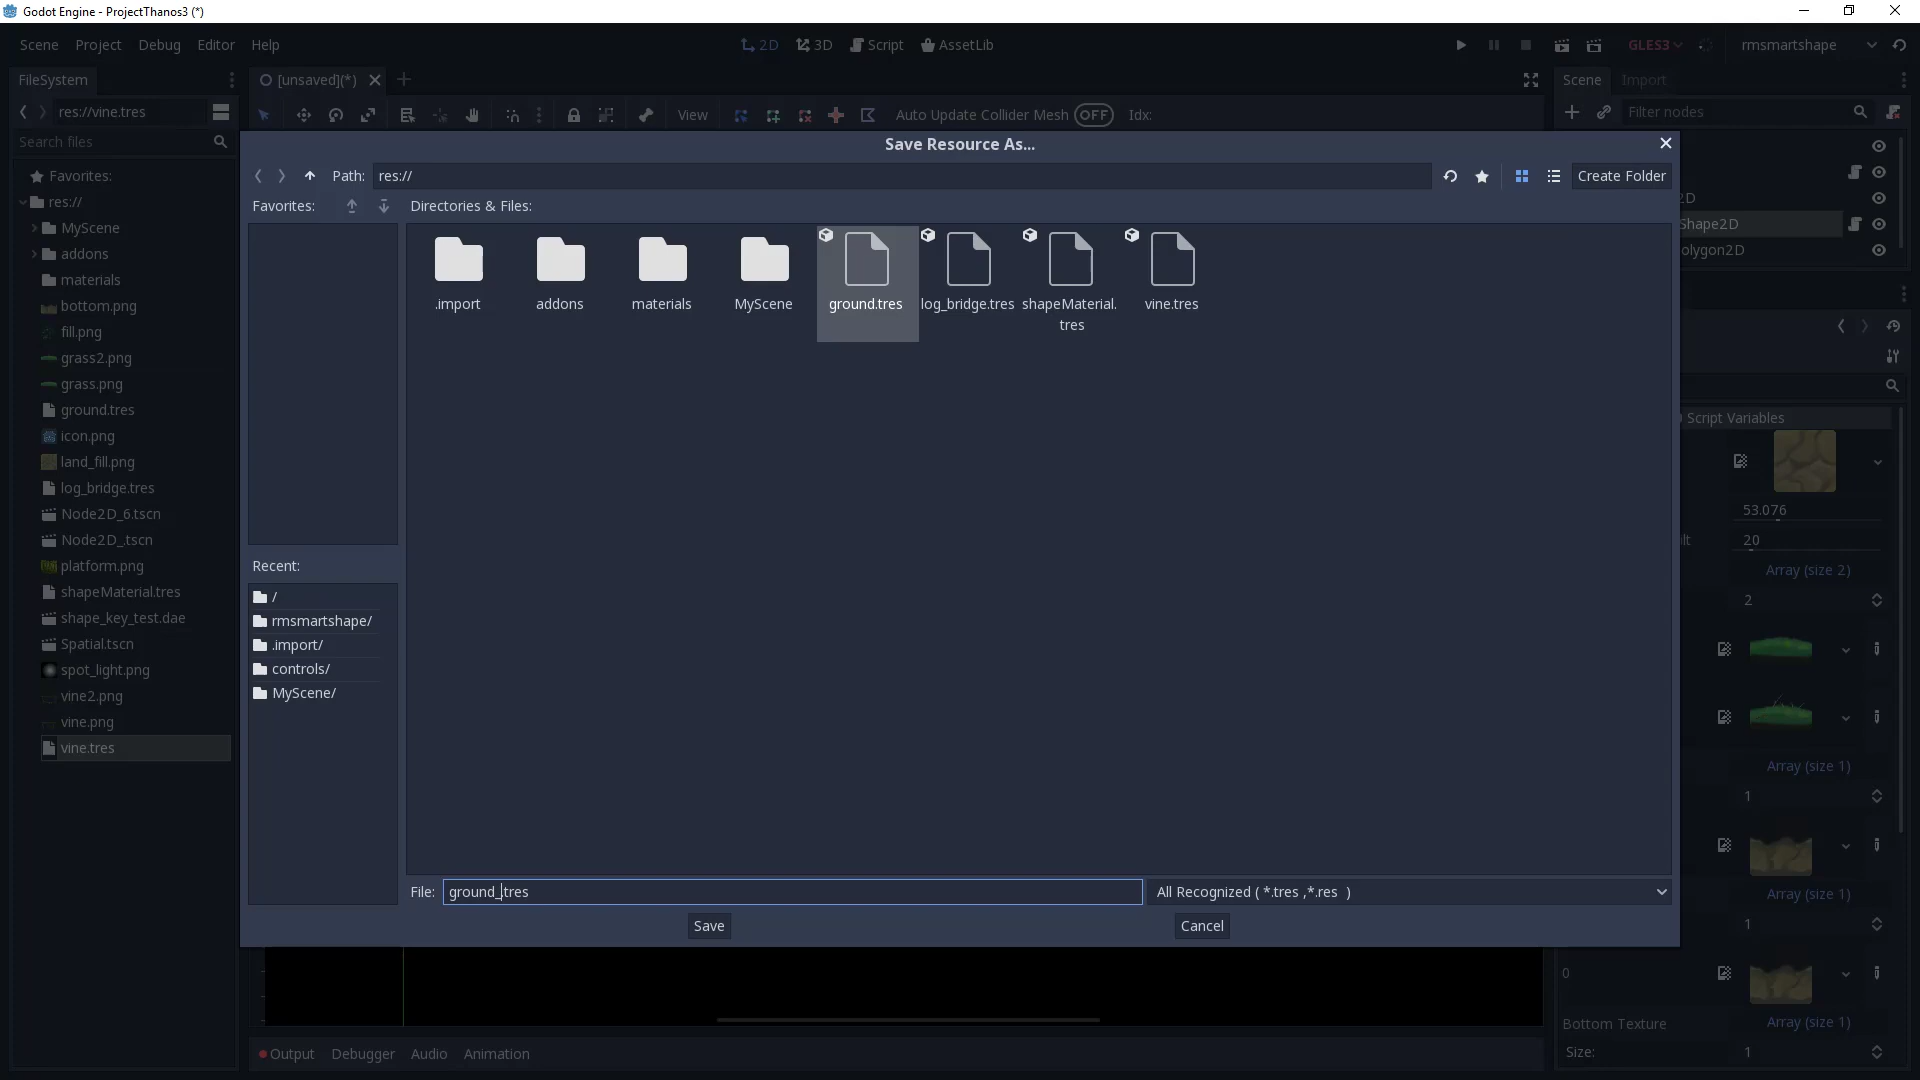 Godot Engine - ProjectThanos3 (*)
Scene Project Debug Editor Help
2D 3D Script AssetLib
GLES3 rmsmartshape
FileSystem
[unsaved](*)
Scene Import
res://vine.tres
View
Auto Update Collider Mesh OFF Idx:
Filter nodes
Search files
Save Resource As...
Path: res://
Create Folder
Favorites:
Directories & Files:
Favorites:
res://
MyScene
addons
materials
bottom.png
fill.png
grass2.png
grass.png
ground.tres
icon.png
land_fill.png
log_bridge.tres
Node2D_6.tscn
Node2D_.tscn
platform.png
shapeMaterial.tres
shape_key_test.dae
Spatial.tscn
spot_light.png
vine2.png
vine.png
vine.tres
.import
addons
materials
MyScene
ground.tres
log_bridge.tres
shapeMaterial.
tres
vine.tres
Recent:
/
rmsmartshape/
.import/
controls/
MyScene/
File: ground_.tres
All Recognized ( *.tres ,*.res )
Save
Cancel
2D
Shape2D
olygon2D
Script Variables
53.076
lt 20
Array (size 2)
2
Array (size 1)
1
Array (size 1)
1
0
Bottom Texture Array (size 1)
Size: 1
Output Debugger Audio Animation